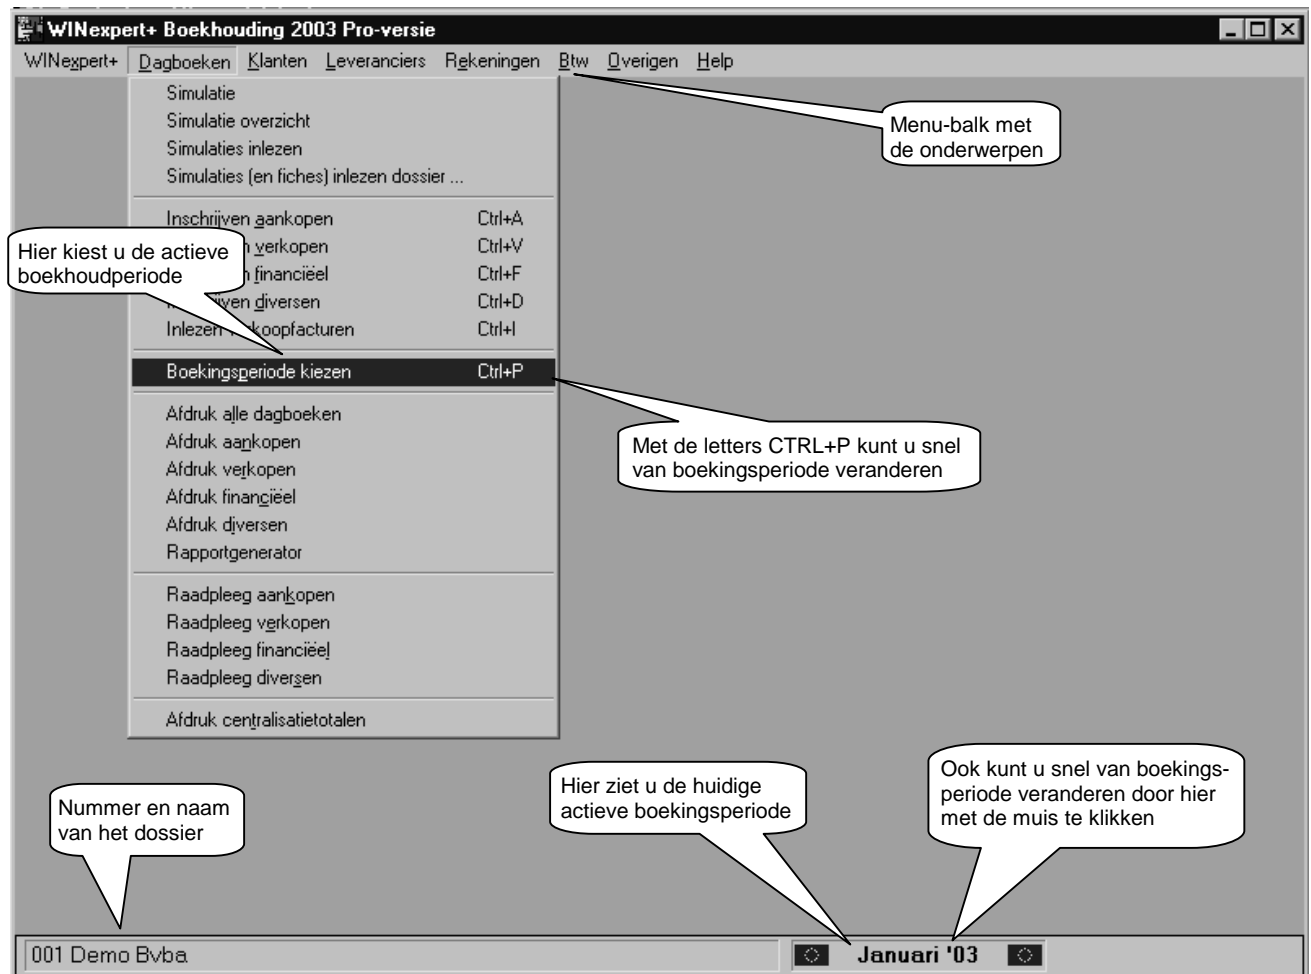 WINexpert+ Boekhouding 2003 Pro-versie
WINexpert+ Dagboeken Klanten Leveranciers Rekeningen Btw Overigen Help
Simulatie
Simulatie overzicht
Simulaties inlezen
Simulaties (en fiches) inlezen dossier ...
Menu-balk met
de onderwerpen
Inschrijven aankopen Ctrl+A
verkopen Ctrl+V
financiëel Ctrl+F
diversen Ctrl+D
Inlezen verkoopfacturen Ctrl+I
Hier kiest u de actieve
boekhoudperiode
Boekingsperiode kiezen Ctrl+P
Met de letters CTRL+P kunt u snel
van boekingsperiode veranderen
Afdruk alle dagboeken
Afdruk aankopen
Afdruk verkopen
Afdruk financiëel
Afdruk diversen
Rapportgenerator
Raadpleeg aankopen
Raadpleeg verkopen
Raadpleeg financiëel
Raadpleeg diversen
Afdruk centralisatietotalen
Nummer en naam
van het dossier
Hier ziet u de huidige
actieve boekingsperiode
Ook kunt u snel van boekings-
periode veranderen door hier
met de muis te klikken
001 Demo Bvba
Januari '03